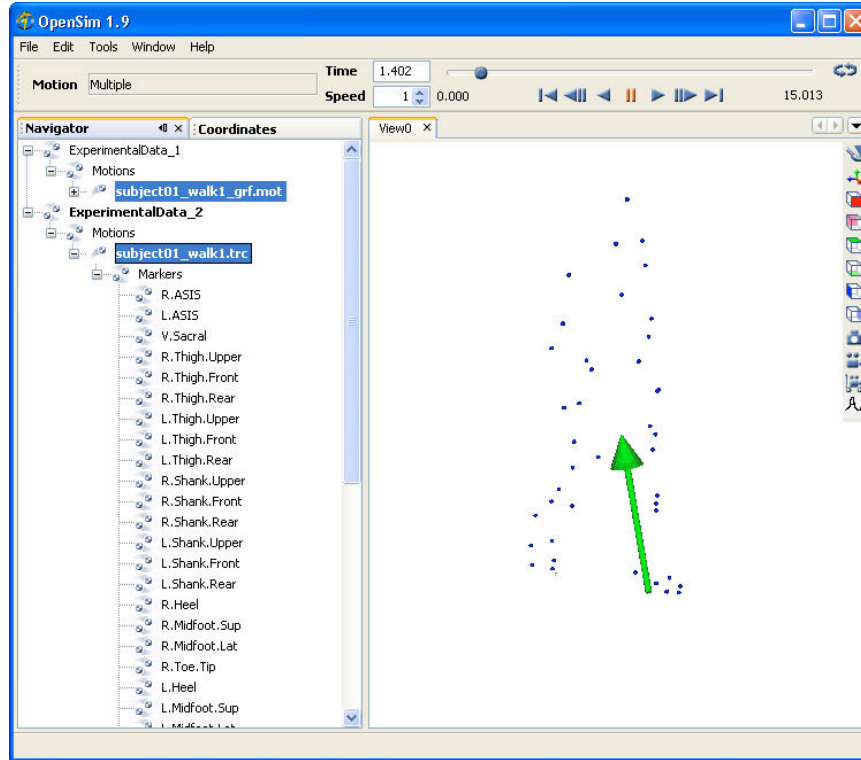 OpenSim 1.9
File Edit Tools Window Help
Motion Multiple
Time 1.402
Speed 1 0.000 15.013
Navigator Coordinates View0
ExperimentalData_1
Motions
subject01_walk1_grf.mot
ExperimentalData_2
Motions
subject01_walk1.trc
Markers
R.ASIS
L.ASIS
V.Sacral
R.Thigh.Upper
R.Thigh.Front
R.Thigh.Rear
L.Thigh.Upper
L.Thigh.Front
L.Thigh.Rear
R.Shank.Upper
R.Shank.Front
R.Shank.Rear
L.Shank.Upper
L.Shank.Front
L.Shank.Rear
R.Heel
R.Midfoot.Sup
R.Midfoot.Lat
R.Toe.Tip
L.Heel
L.Midfoot.Sup
L.Midfoot.Lat